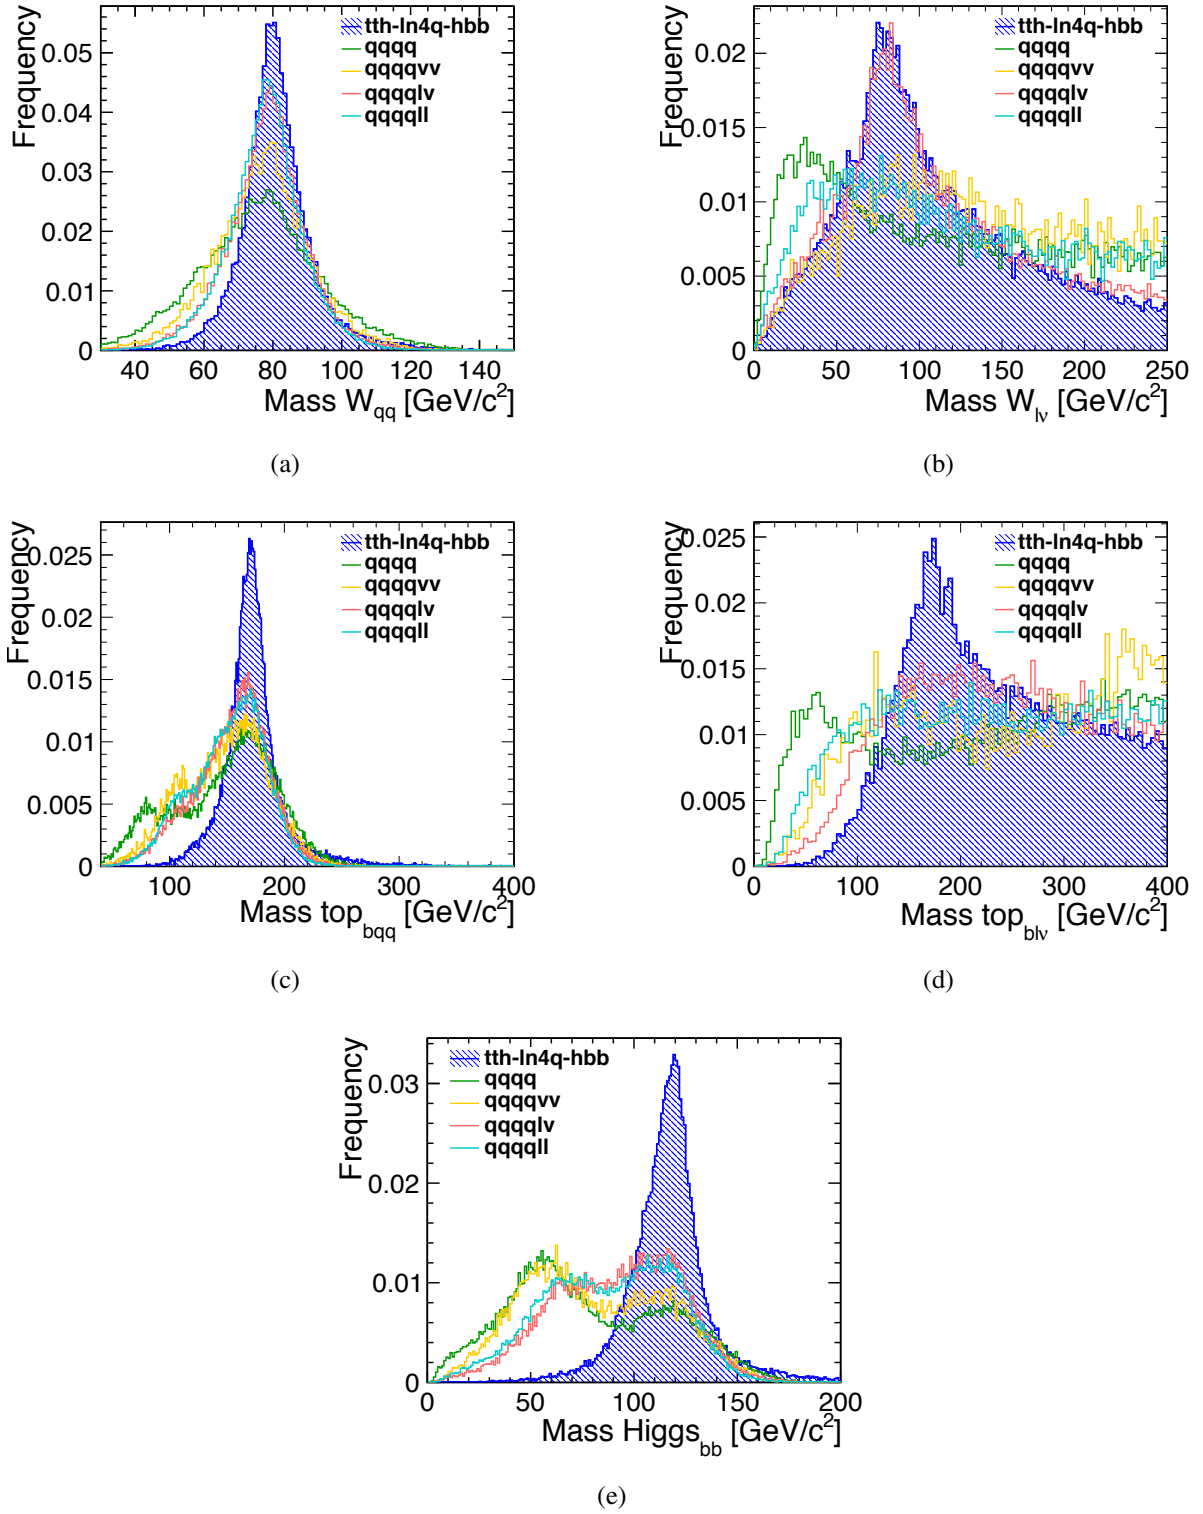 Frequency
0.05
0.04
0.03
0.02
0.01
0
tth-ln4q-hbb
qqqq
qqqqvv
qqqqlv
qqqqll
40 60 80 100 120 140
Mass W_qq [GeV/c²]
(a)
Frequency
0.02
0.015
0.01
0.005
0
tth-ln4q-hbb
qqqq
qqqqvv
qqqqlv
qqqqll
0 50 100 150 200 250
Mass W_lν [GeV/c²]
(b)
Frequency
0.025
0.02
0.015
0.01
0.005
0
tth-ln4q-hbb
qqqq
qqqqvv
qqqqlv
qqqqll
100 200 300 400
Mass top_bqq [GeV/c²]
(c)
Frequency
0.025
0.02
0.015
0.01
0.005
0
tth-ln4q-hbb
qqqq
qqqqvv
qqqqlv
qqqqll
0 100 200 300 400
Mass top_blν [GeV/c²]
(d)
Frequency
0.03
0.02
0.01
0
tth-ln4q-hbb
qqqq
qqqqvv
qqqqlv
qqqqll
0 50 100 150 200
Mass Higgs_bb [GeV/c²]
(e)